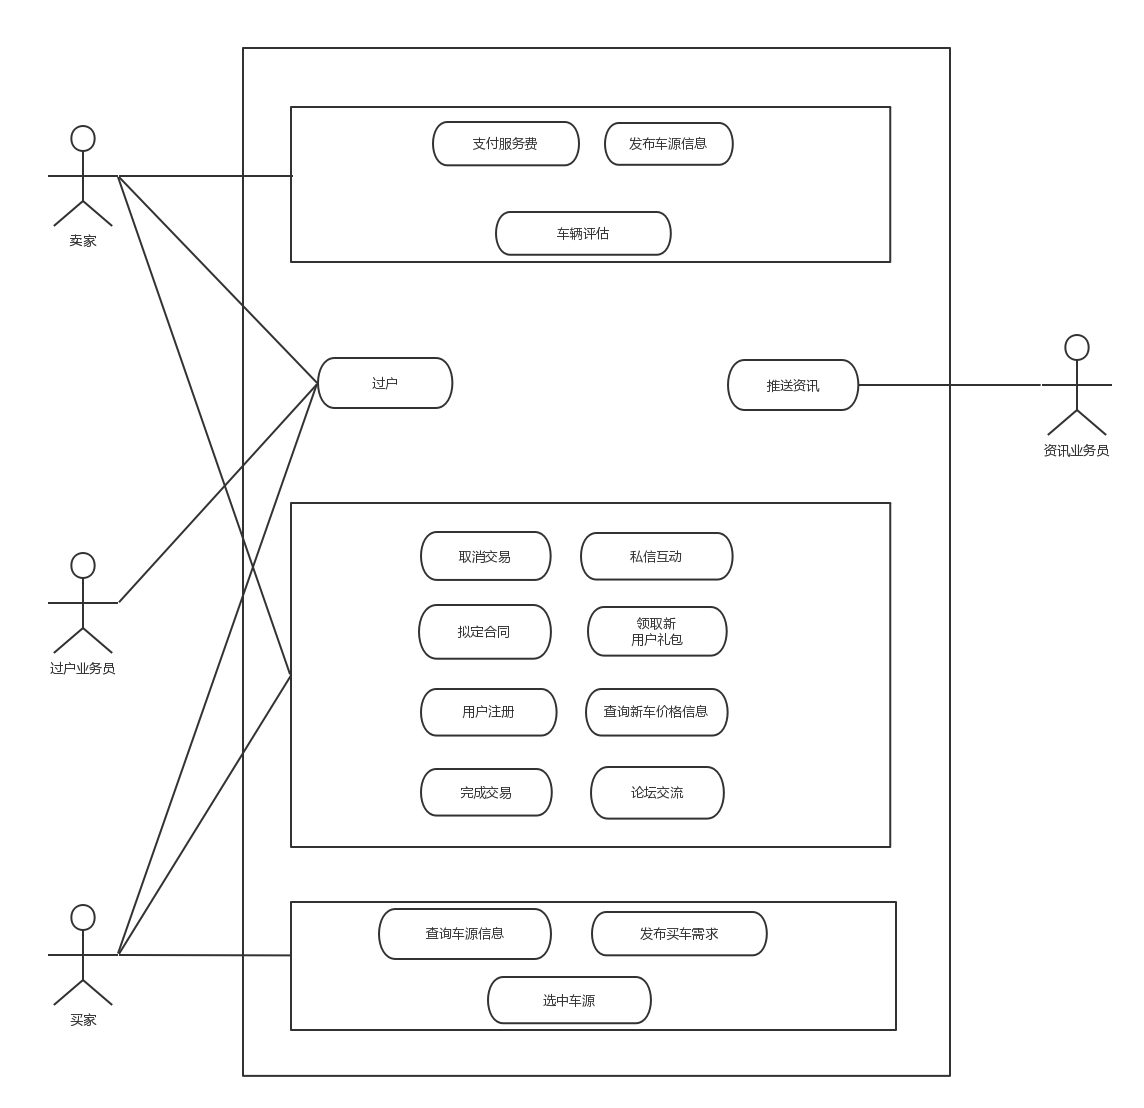 支付服务费
发布车源信息
车辆评估
卖家
过户
推送资讯
资讯业务员
取消交易
私信互动
拟定合同
领取新
用户礼包
过户业务员
用户注册
查询新车价格信息
完成交易
论坛交流
查询车源信息
发布买车需求
选中车源
买家